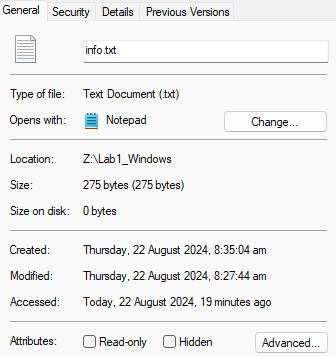 General Security Details Previous Versions
info.txt
Type of file: Text Document (.txt)
Opens with: Notepad Change...
Location: Z:\Lab1_Windows
Size: 275 bytes (275 bytes)
Size on disk: 0 bytes
Created: Thursday, 22 August 2024, 8:35:04 am
Modified: Thursday, 22 August 2024, 8:27:44 am
Accessed: Today, 22 August 2024, 19 minutes ago
Attributes: Read-only Hidden Advanced...